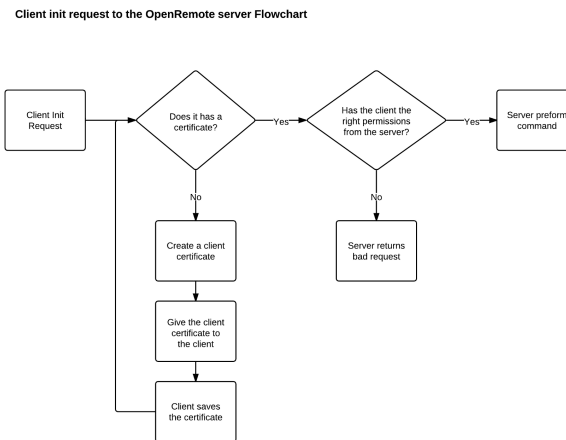 Client init request to the OpenRemote server Flowchart
Client Init
Request
Does it has a
certificate?
Yes
Has the client the
right permissions
from the server?
Yes
Server preform
command
No
No
Create a client
certificate
Server returns
bad request
Give the client
certificate to
the client
Client saves
the certificate